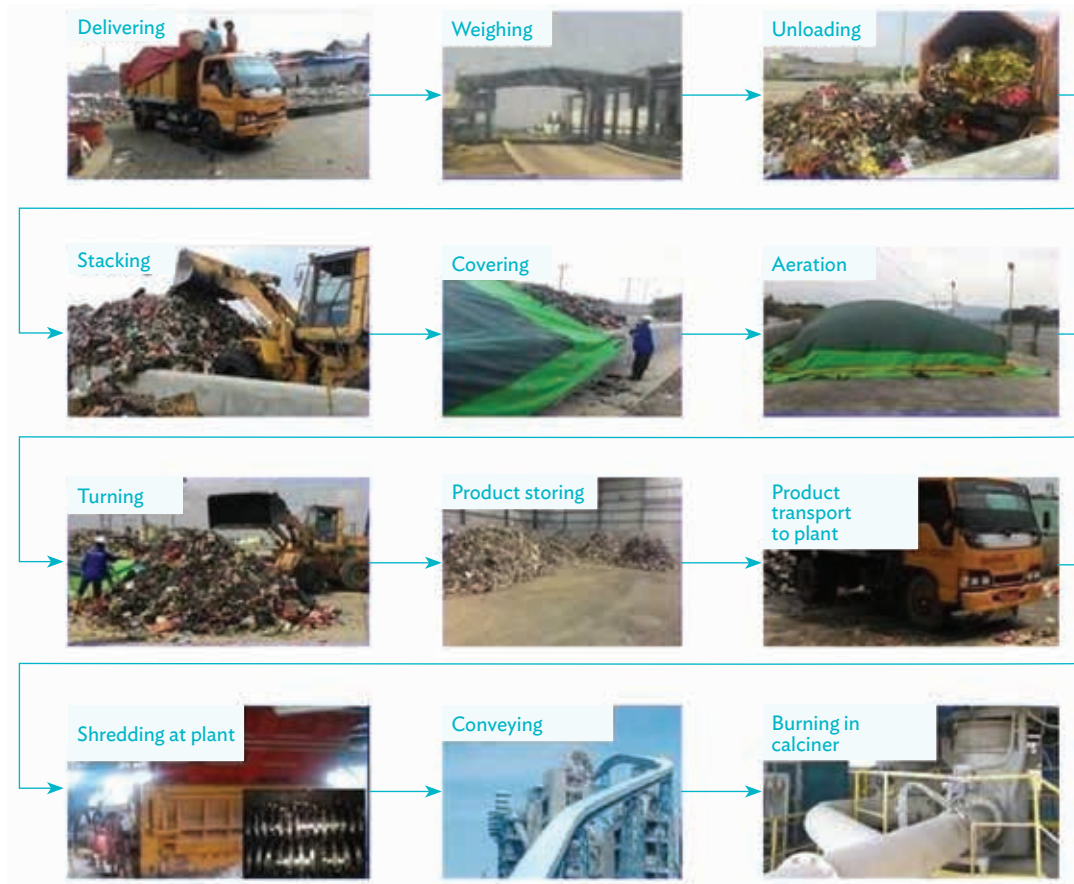 Delivering
Weighing
Unloading
Stacking
Covering
Aeration
Turning
Product storing
Product
transport
to plant
Shredding at plant
Conveying
Burning in
calciner